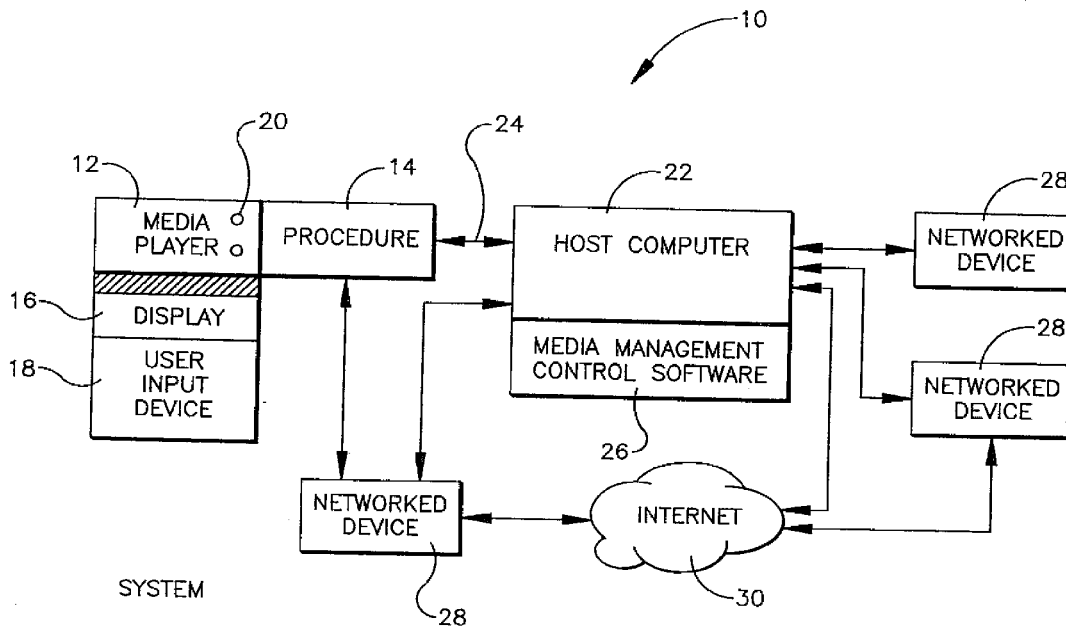 10
20
24
12
14
22
28
MEDIA
PLAYER
PROCEDURE
HOST COMPUTER
NETWORKED
DEVICE
16
DISPLAY
28
18
USER
INPUT
DEVICE
MEDIA MANAGEMENT
CONTROL SOFTWARE
NETWORKED
DEVICE
26
NETWORKED
DEVICE
INTERNET
28
30
SYSTEM